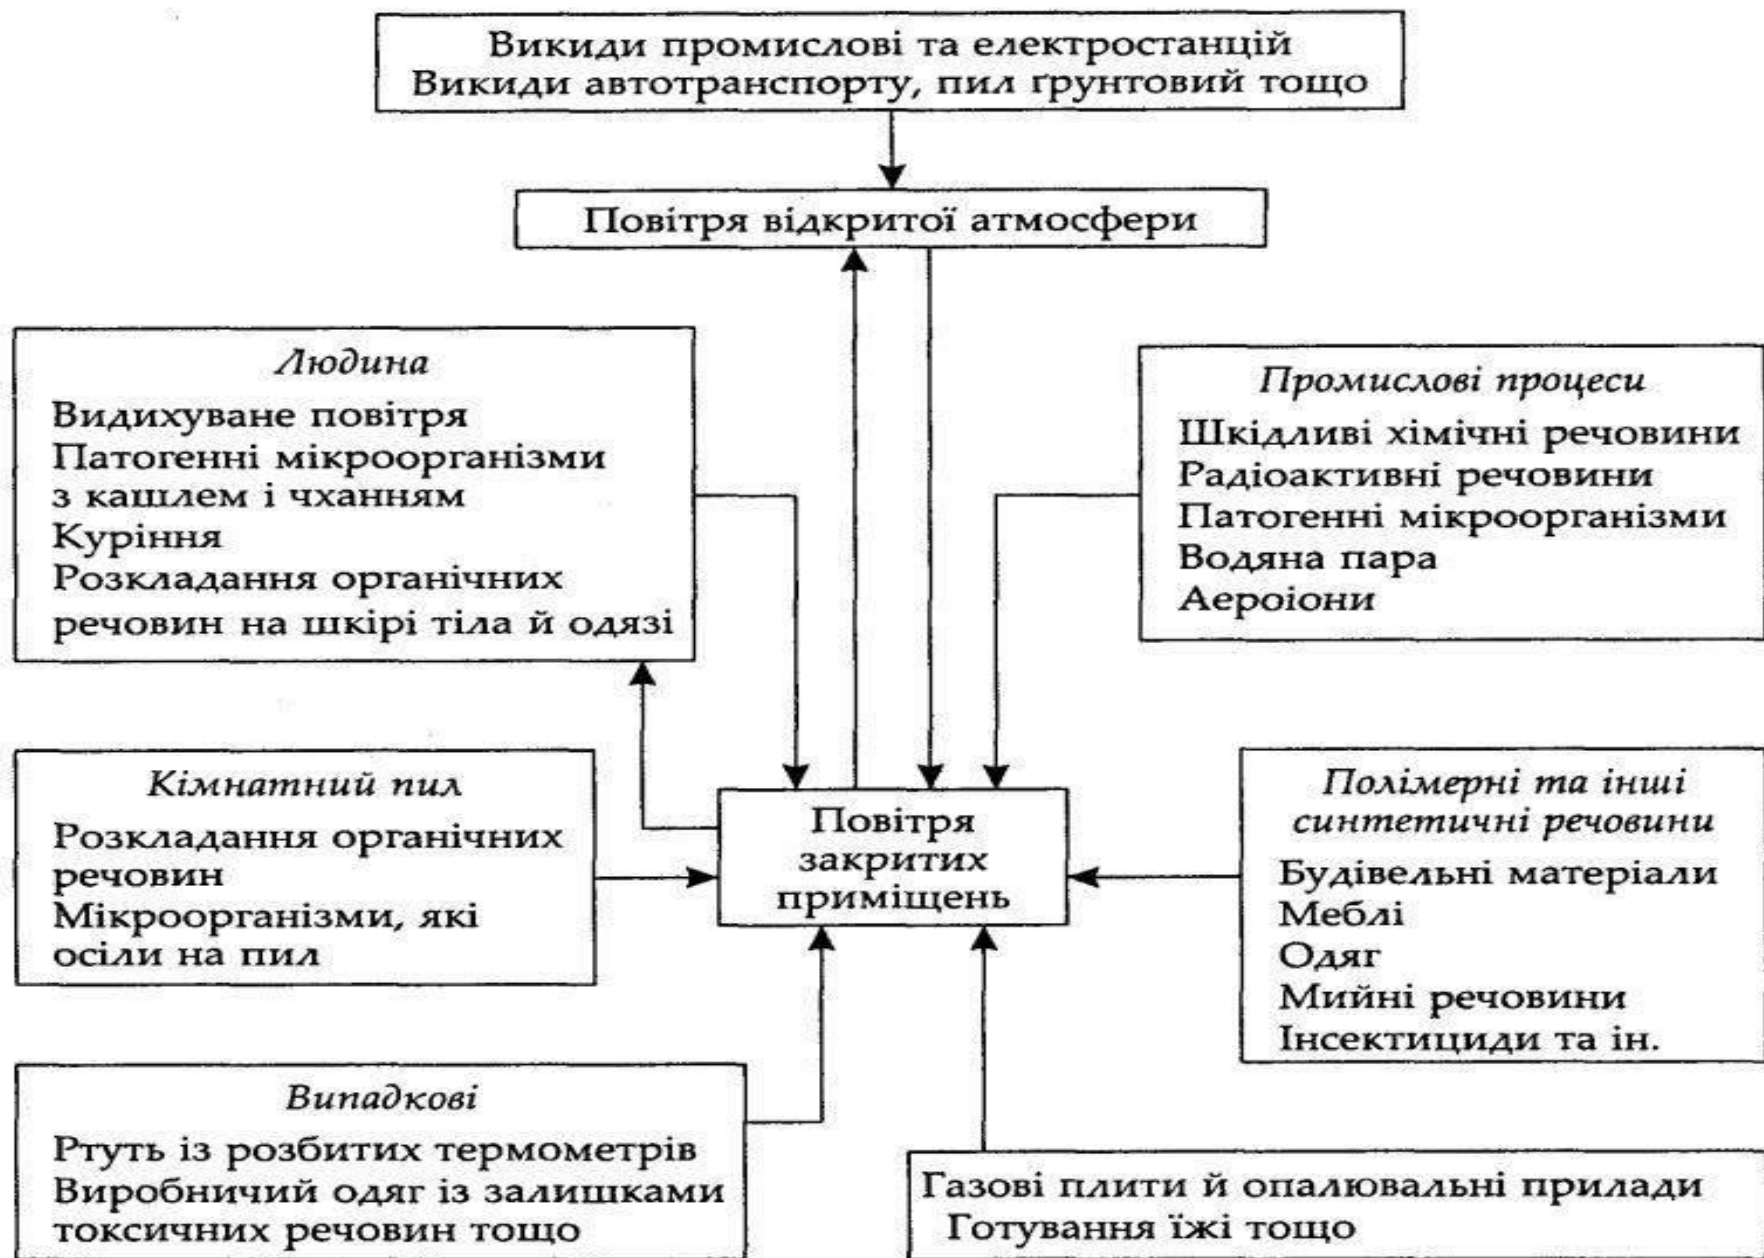 Викиди промислові та електростанцій
Викиди автотранспорту, пил ґрунтовий тощо
Повітря відкритої атмосфери
Людина
Видихуване повітря
Патогенні мікроорганізми
з кашлем і чханням
Куріння
Розкладання органічних
речовин на шкірі тіла й одязі
Промислові процеси
Шкідливі хімічні речовини
Радіоактивні речовини
Патогенні мікроорганізми
Водяна пара
Аероіони
Кімнатний пил
Розкладання органічних
речовин
Мікроорганізми, які
осіли на пил
Повітря
закритих
приміщень
Полімерні та інші
синтетичні речовини
Будівельні матеріали
Меблі
Одяг
Мийні речовини
Інсектициди та ін.
Випадкові
Ртуть із розбитих термометрів
Виробничий одяг із залишками
токсичних речовин тощо
Газові плити й опалювальні прилади
Готування їжі тощо